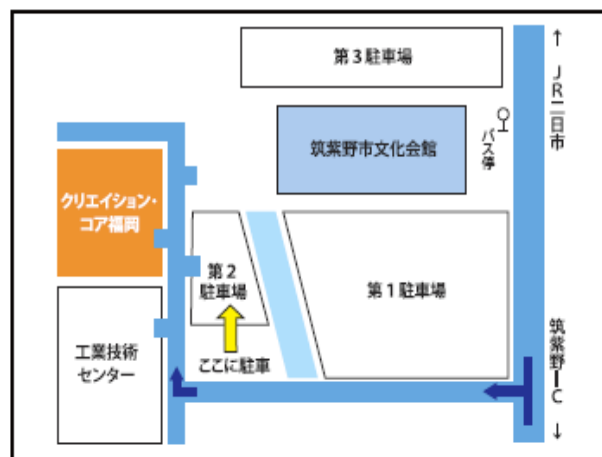 第3駐車場
↑
JR二日市
バス停
筑紫野市文化会館
クリエイション・
コア福岡
第2
駐車場
第1駐車場
工業技術
センター
ここに駐車
筑紫野IC
↓